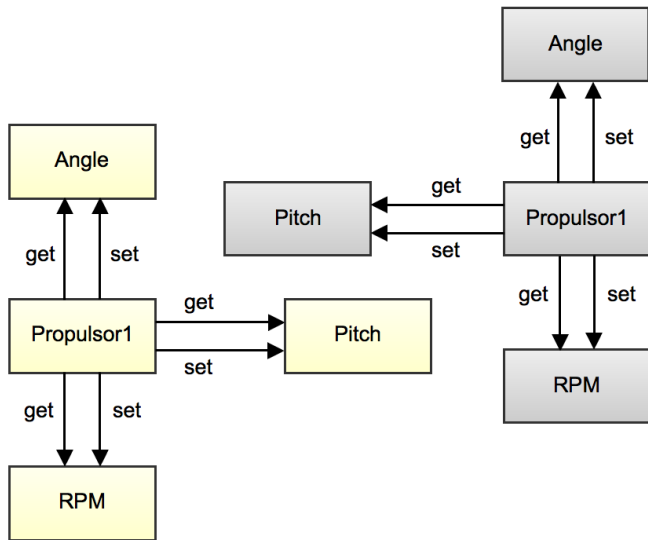 Angle
get
set
Pitch
get
set
Propulsor1
get
set
RPM
Angle
get
set
Propulsor1
get
set
Pitch
get
set
RPM